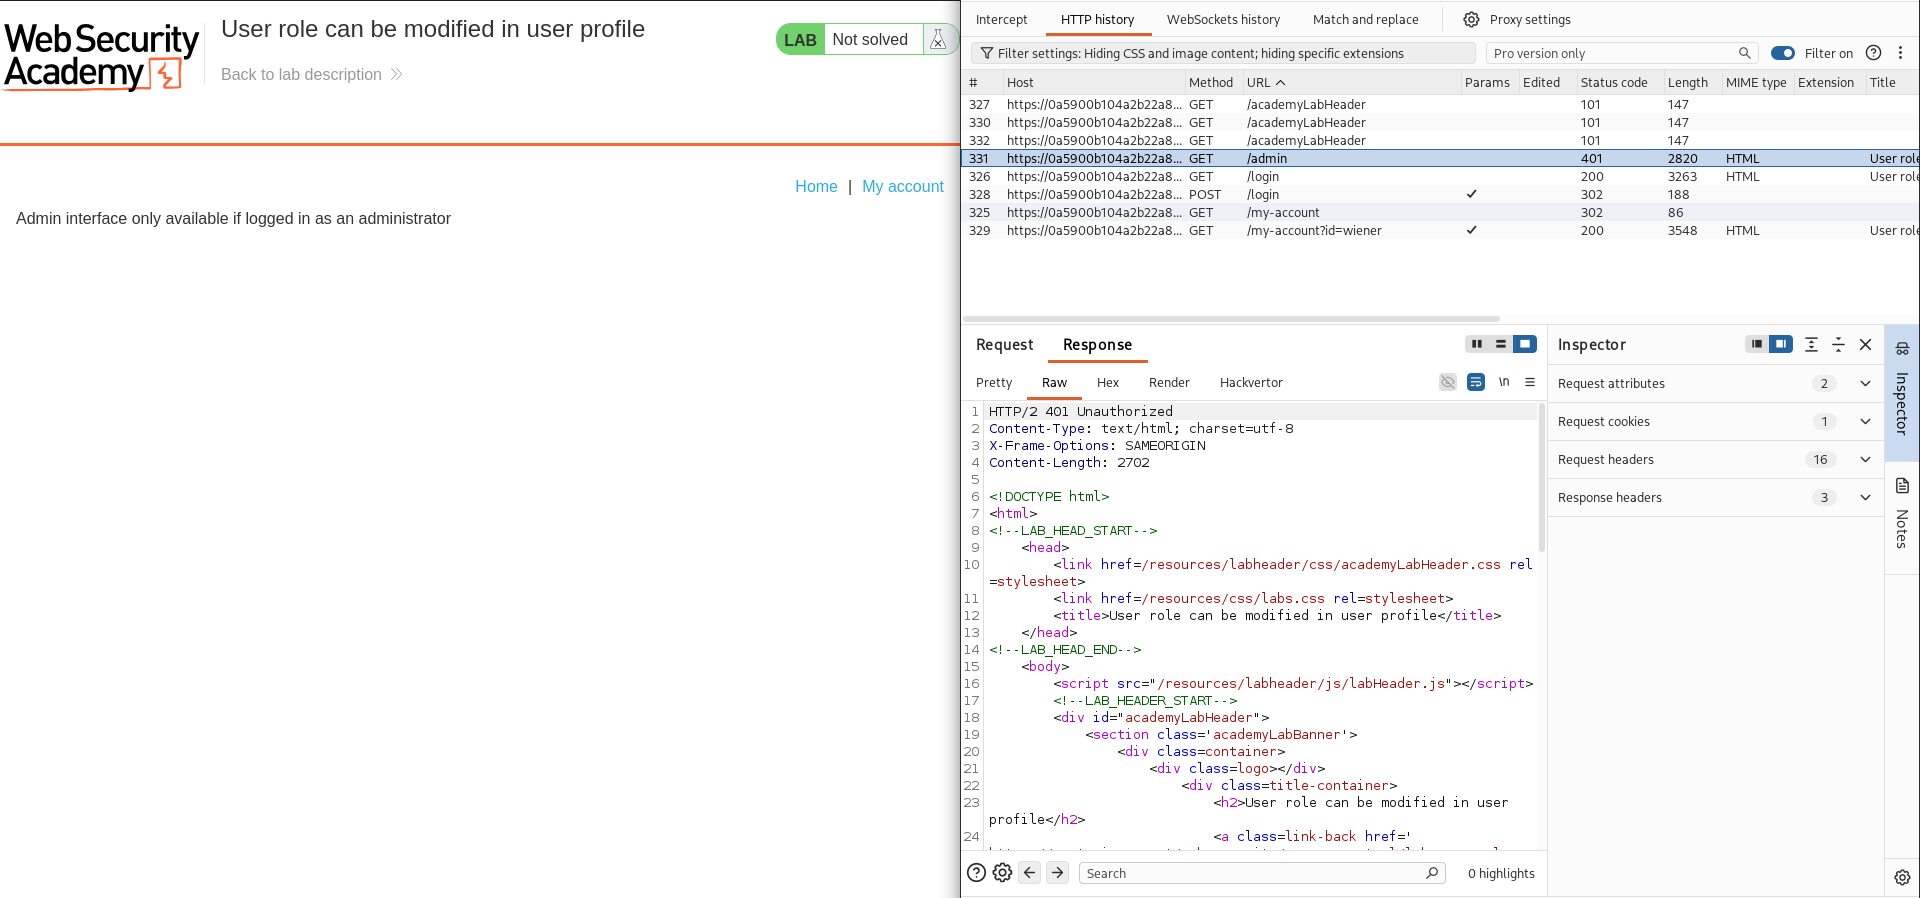 Web Security
Academy
User role can be modified in user profile
Back to lab description
LAB Not solved
Home | My account
Admin interface only available if logged in as an administrator
Intercept HTTP history WebSockets history Match and replace Proxy settings
Filter settings: Hiding CSS and image content; hiding specific extensions Pro version only Filter on
# Host Method URL Params Edited Status code Length MIME type Extension Title
327 https://0a5900b104a2b22a8... GET /academyLabHeader 101 147
330 https://0a5900b104a2b22a8... GET /academyLabHeader 101 147
332 https://0a5900b104a2b22a8... GET /academyLabHeader 101 147
331 https://0a5900b104a2b22a8... GET /admin 401 2820 HTML User role
326 https://0a5900b104a2b22a8... GET /login 200 3263 HTML User role
328 https://0a5900b104a2b22a8... POST /login ✓ 302 188
325 https://0a5900b104a2b22a8... GET /my-account 302 86
329 https://0a5900b104a2b22a8... GET /my-account?id=wiener ✓ 200 3548 HTML User role
Request Response
Pretty Raw Hex Render Hackvertor \n
1 HTTP/2 401 Unauthorized
2 Content-Type: text/html; charset=utf-8
3 X-Frame-Options: SAMEORIGIN
4 Content-Length: 2702
5
6 <!DOCTYPE html>
7 <html>
8 <!--LAB_HEAD_START-->
9 <head>
10 <link href=/resources/labheader/css/academyLabHeader.css rel
=stylesheet>
11 <link href=/resources/css/labs.css rel=stylesheet>
12 <title>User role can be modified in user profile</title>
13 </head>
14 <!--LAB_HEAD_END-->
15 <body>
16 <script src="/resources/labheader/js/labHeader.js"></script>
17 <!--LAB_HEADER_START-->
18 <div id="academyLabHeader">
19 <section class='academyLabBanner'>
20 <div class=container>
21 <div class=logo></div>
22 <div class=title-container>
23 <h2>User role can be modified in user
profile</h2>
24 <a class=link-back href='
Search 0 highlights
Inspector
Request attributes 2
Request cookies 1
Request headers 16
Response headers 3
Inspector
Notes